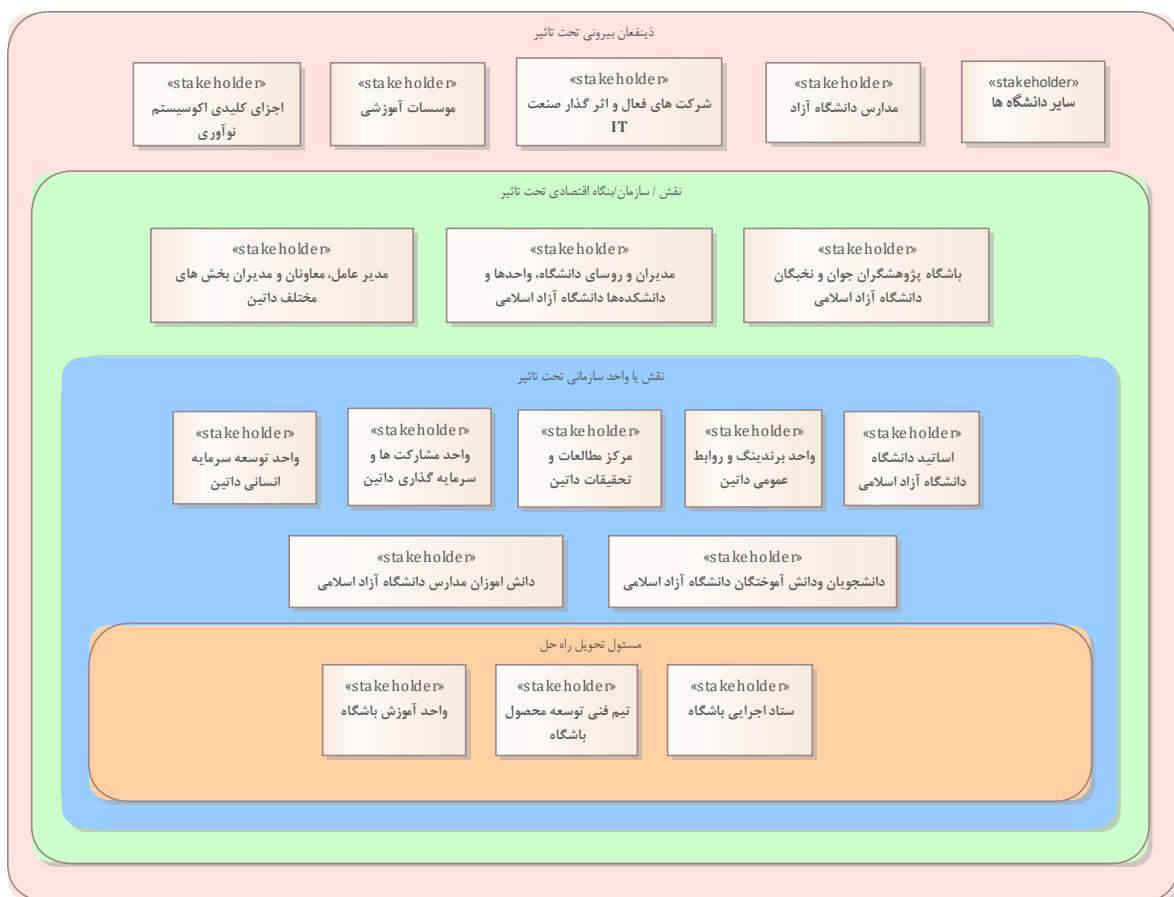 ذینفعان بیرونی تحت تاثیر
«stakeholder»
سایر دانشگاه ها
«stakeholder»
مدارس دانشگاه آزاد
«stakeholder»
شرکت های فعال و اثر گذار صنعت
IT
«stakeholder»
موسسات آموزشی
«stakeholder»
اجزای کلیدی اکوسیستم
نوآوری
نقش / سازمان/بنگاه اقتصادی تحت تاثیر
«stakeholder»
باشگاه پژوهشگران جوان و نخبگان
دانشگاه آزاد اسلامی
«stakeholder»
مدیران و روسای دانشگاه، واحدها و
دانشکده‌ها دانشگاه آزاد اسلامی
«stakeholder»
مدیر عامل، معاونان و مدیران بخش های
مختلف داتین
نقش یا واحد سازمانی تحت تاثیر
«stakeholder»
اساتید دانشگاه
دانشگاه آزاد اسلامی
«stakeholder»
واحد برندینگ و روابط
عمومی داتین
«stakeholder»
مرکز مطالعات و
تحقیقات داتین
«stakeholder»
واحد مشارکت ها و
سرمایه گذاری داتین
«stakeholder»
واحد توسعه سرمایه
انسانی داتین
«stakeholder»
دانشجویان ودانش آموختگان دانشگاه آزاد اسلامی
«stakeholder»
دانش اموزان مدارس دانشگاه آزاد اسلامی
مسئول تحویل راه حل
«stakeholder»
ستاد اجرایی باشگاه
«stakeholder»
تیم فنی توسعه محصول
باشگاه
«stakeholder»
واحد آموزش باشگاه